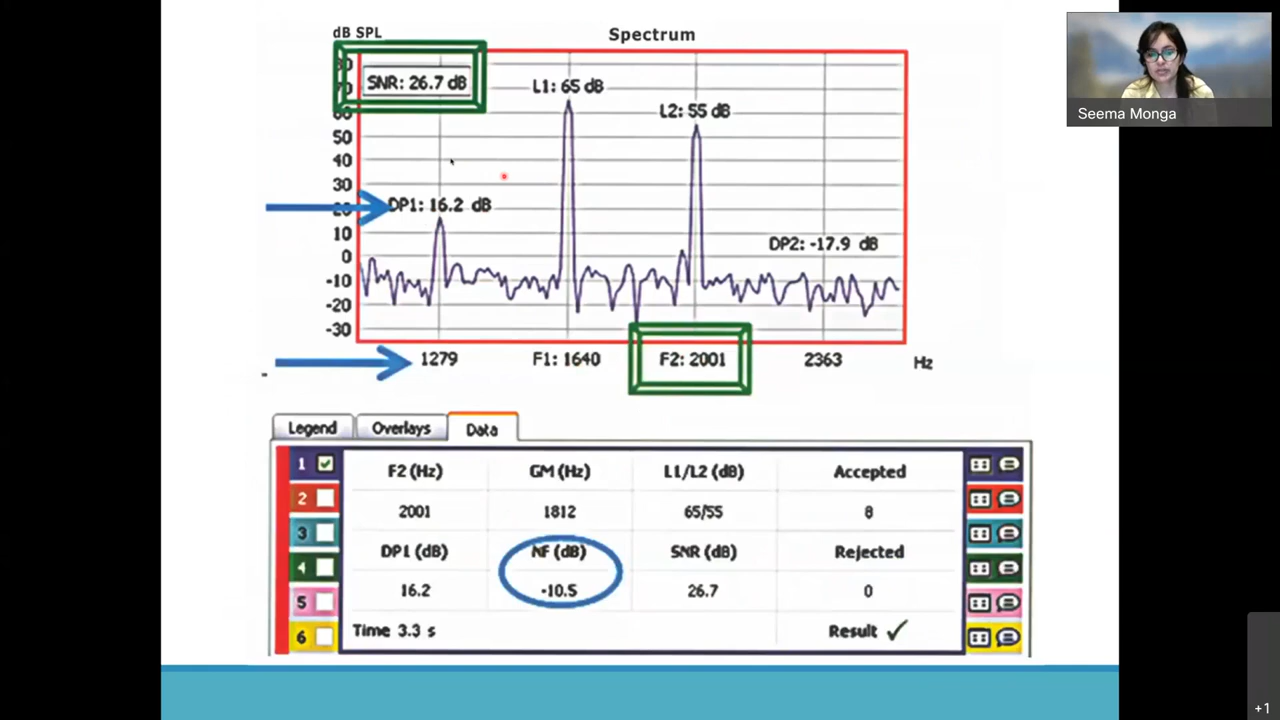 dB SPL
Spectrum
SNR: 26.7 dB
L1: 65 dB
L2: 55 dB
Seema Monga
50
40
30
DP1: 16.2 dB
10
DP2: -17.9 dB
0
-10
-20
-30
1279
F1: 1640
F2: 2001
2363
Hz
Legend
Overlays
Data
1
F2 (Hz)
GM (Hz)
L1/L2 (dB)
Accepted
2
2001
1812
65/55
8
3
DP1 (dB)
NF (dB)
SNR (dB)
Rejected
4
16.2
-10.5
26.7
0
5
6
Time 3.3 s
Result
+1